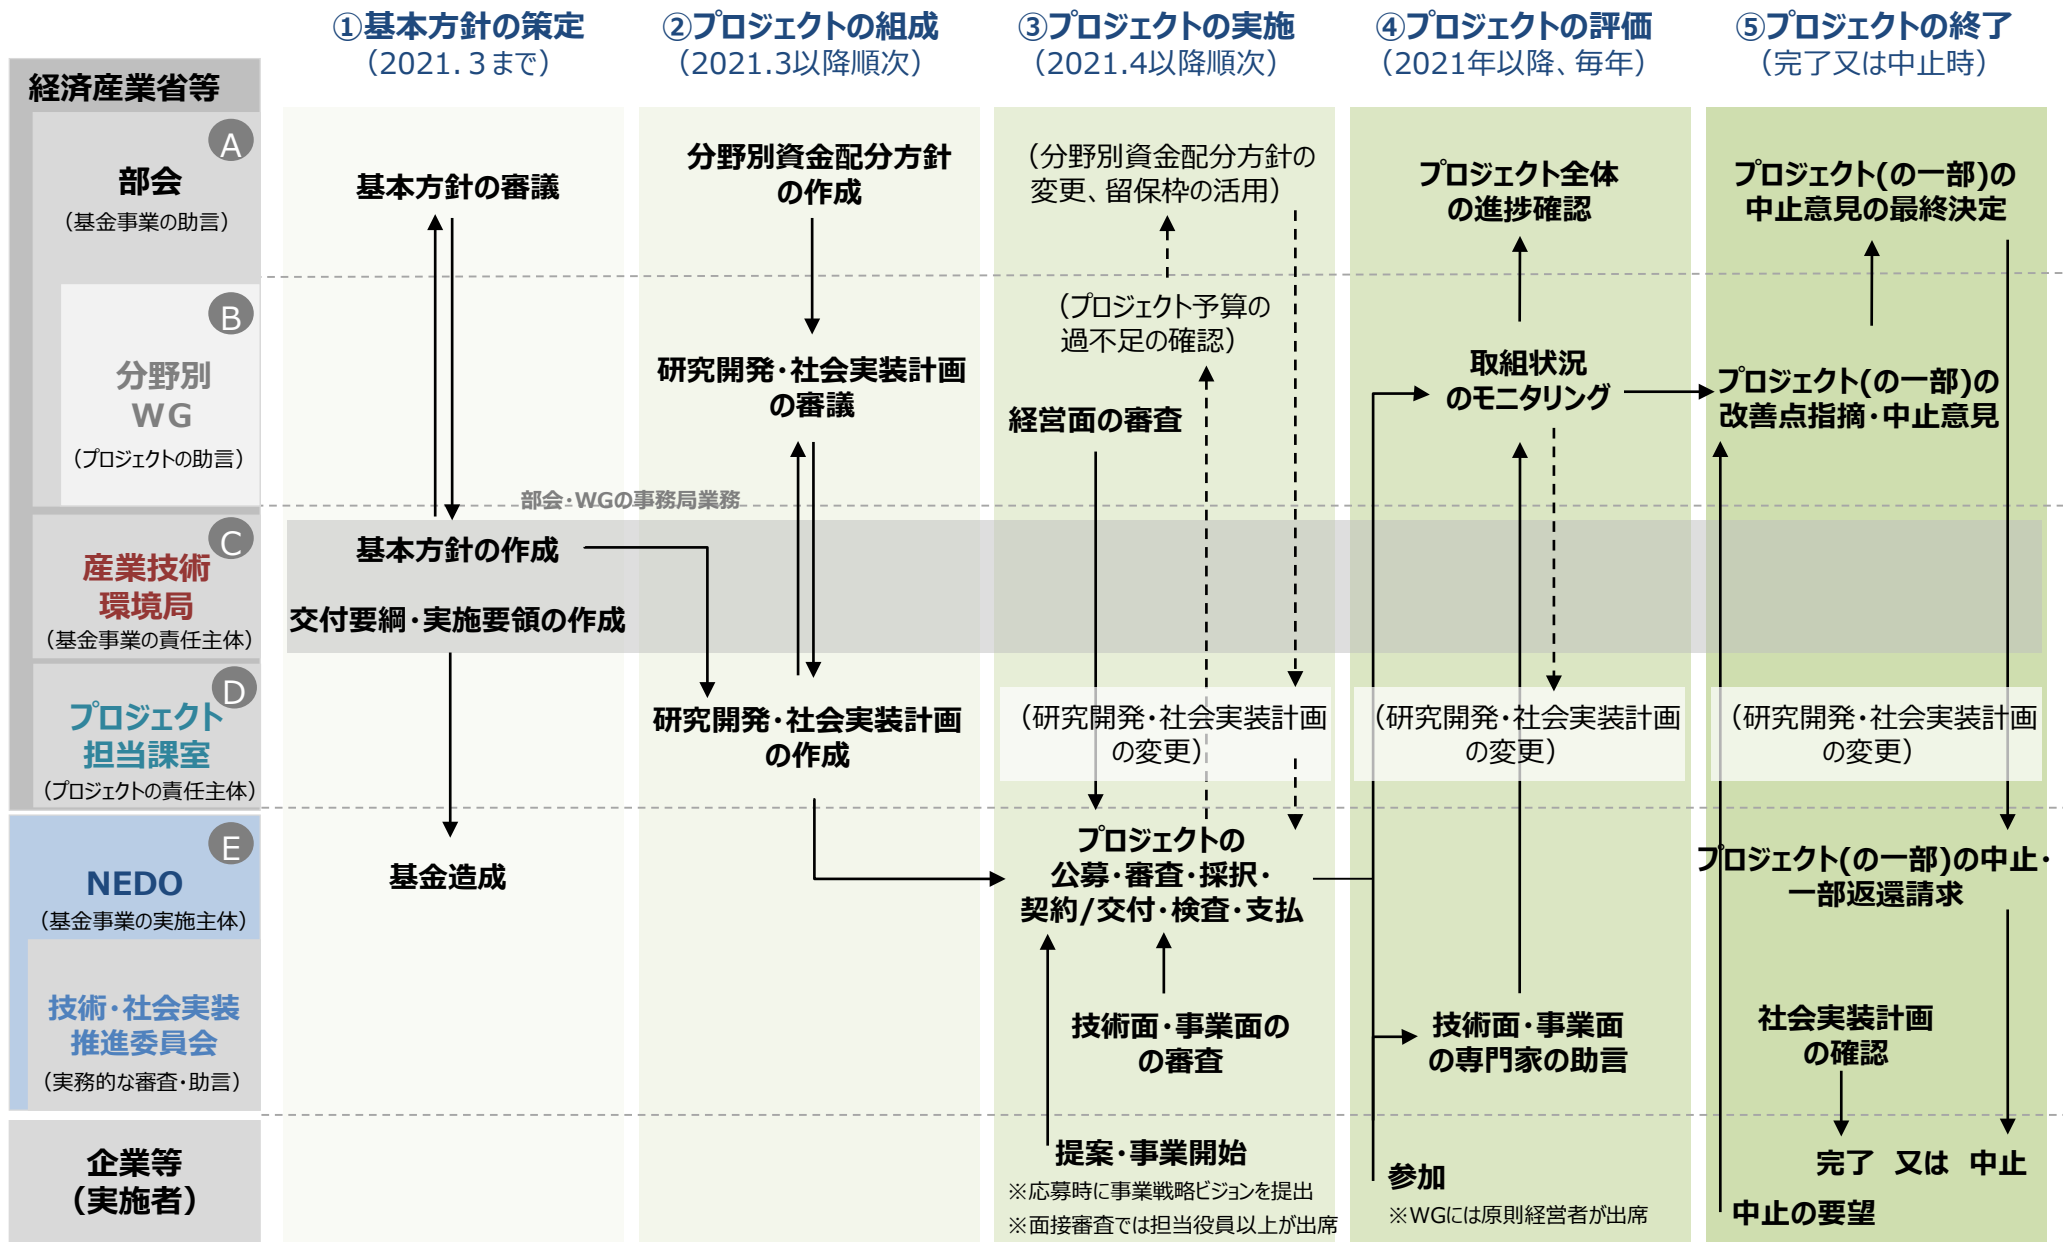 ①基本方針の策定
（2021.３まで）
②プロジェクトの組成
（2021.3以降順次）
③プロジェクトの実施
（2021.4以降順次）
④プロジェクトの評価
（2021年以降、毎年）
⑤プロジェクトの終了
（完了又は中止時）
経済産業省等
A
部会
（基金事業の助言）
基本方針の審議
分野別資金配分方針
の作成
（分野別資金配分方針の
変更、留保枠の活用）
プロジェクト全体
の進捗確認
プロジェクト(の一部)の
中止意見の最終決定
B
分野別
WG
（プロジェクトの助言）
研究開発・社会実装計画
の審議
（プロジェクト予算の
過不足の確認）
経営面の審査
取組状況
のモニタリング
プロジェクト(の一部)の
改善点指摘・中止意見
部会・WGの事務局業務
C
産業技術
環境局
（基金事業の責任主体）
基本方針の作成
交付要綱・実施要領の作成
D
プロジェクト
担当課室
（プロジェクトの責任主体）
研究開発・社会実装計画
の作成
（研究開発・社会実装計画
の変更）
（研究開発・社会実装計画
の変更）
（研究開発・社会実装計画
の変更）
E
NEDO
（基金事業の実施主体）
基金造成
プロジェクトの
公募・審査・採択・
契約/交付・検査・支払
プロジェクト(の一部)の中止・
一部返還請求
技術・社会実装
推進委員会
（実務的な審査・助言）
技術面・事業面の
の審査
技術面・事業面
の専門家の助言
社会実装計画
の確認
企業等
（実施者）
提案・事業開始
※応募時に事業戦略ビジョンを提出
※面接審査では担当役員以上が出席
参加
※WGには原則経営者が出席
完了　又は　中止
中止の要望